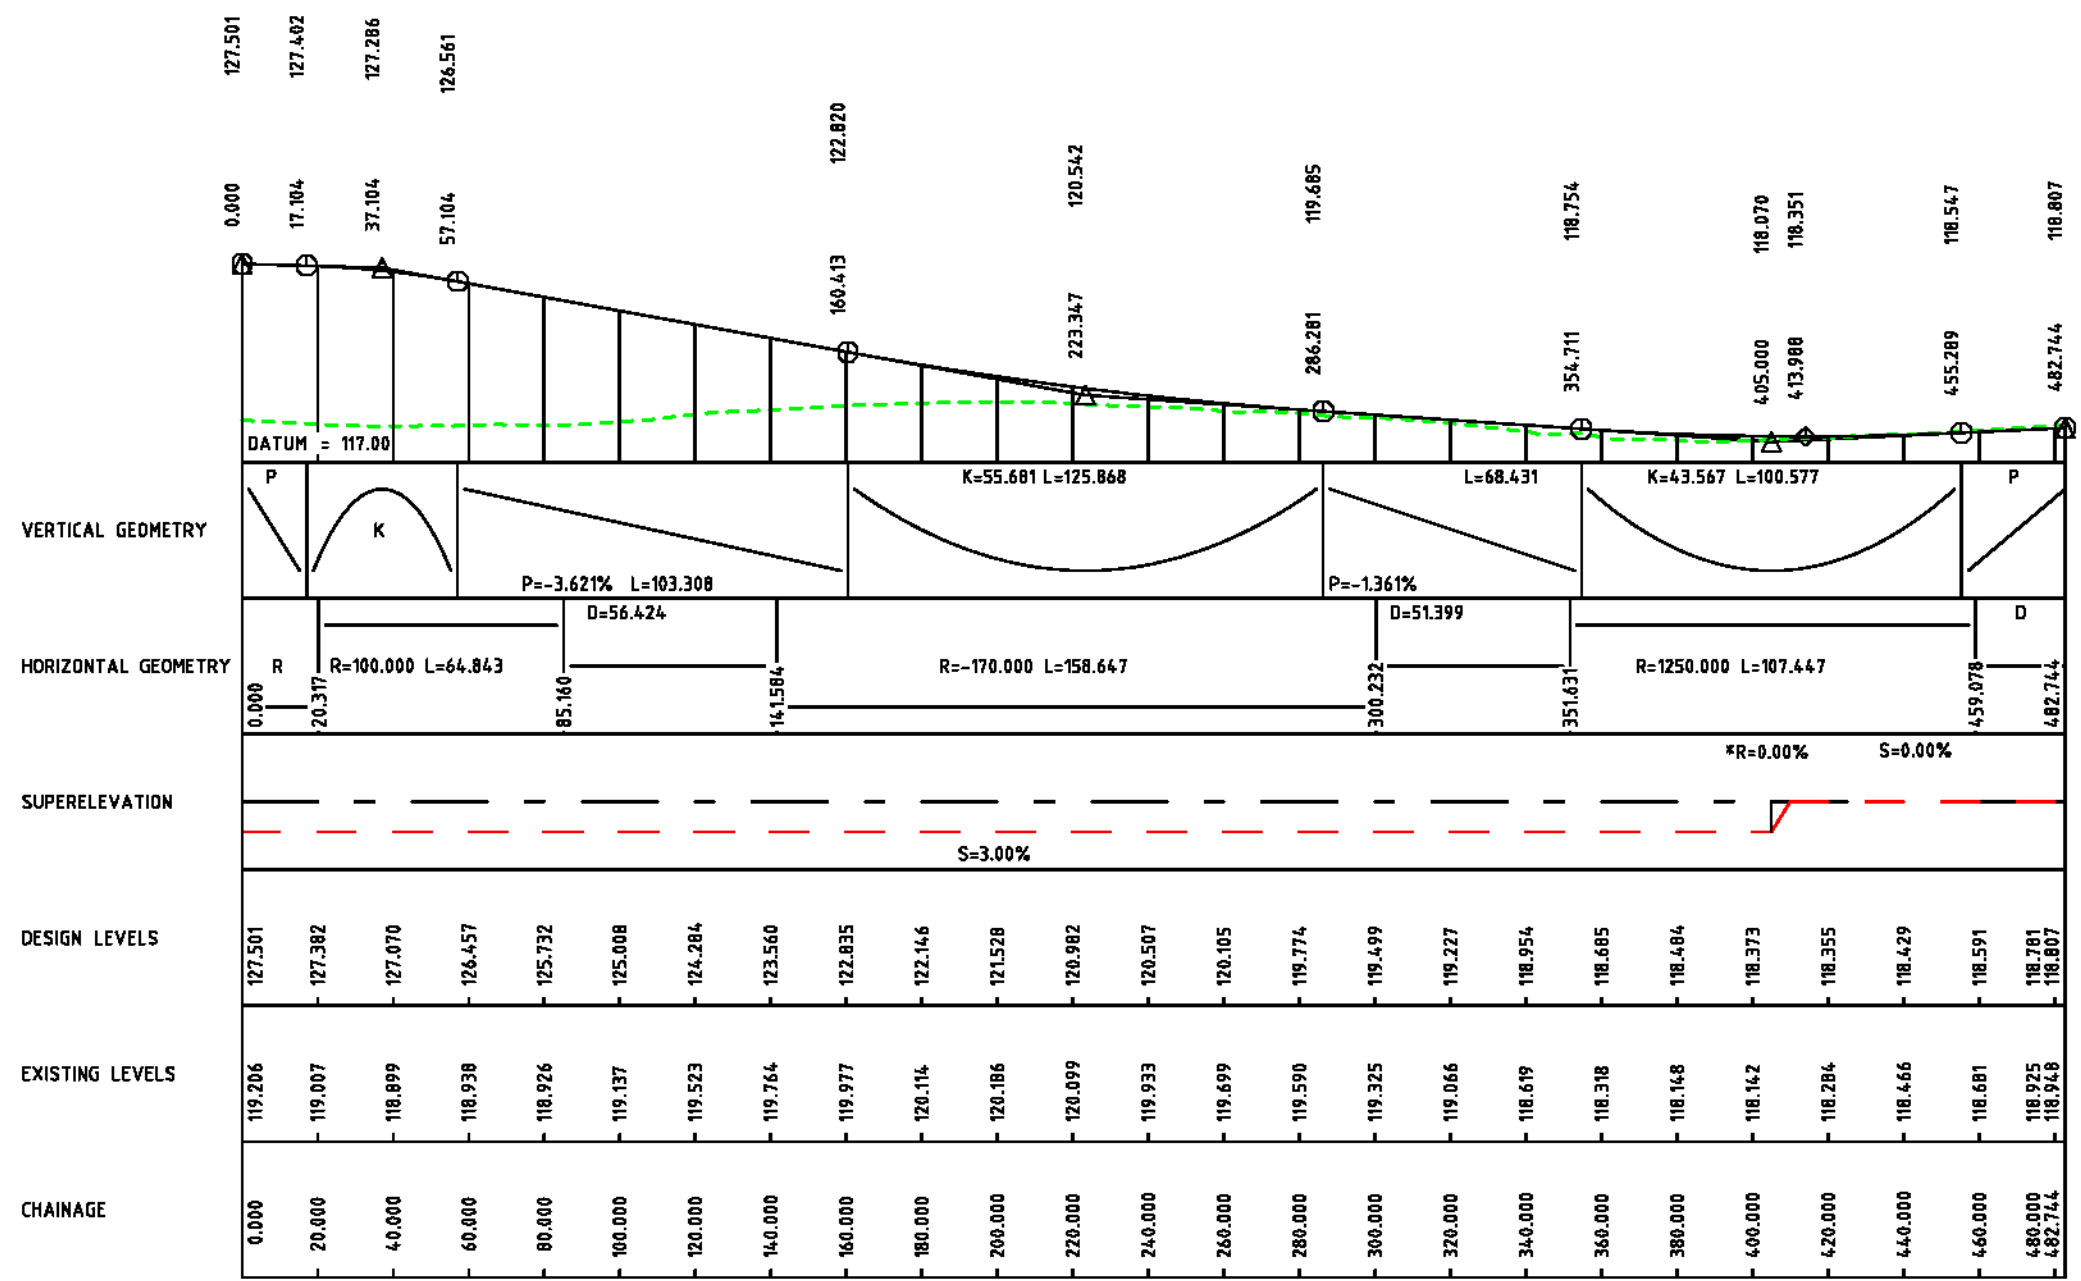 127.501 127.402 127.286 126.561 122.820 120.542 119.685 118.754 118.070 118.351 118.547 118.807
0.000 17.104 37.104 57.104 160.413 223.347 286.281 354.711 405.000 413.988 455.289 482.744
DATUM = 117.00
VERTICAL GEOMETRY
P K P=-3.621% L=103.308 K=55.681 L=125.868 P=-1.361% L=68.431 K=43.567 L=100.577 P
HORIZONTAL GEOMETRY
R R=100.000 L=64.843 D=56.424 R=-170.000 L=158.647 D=51.399 R=1250.000 L=107.447 D
0.000 20.317 85.160 141.584 300.232 351.631 459.078 482.744
SUPERELEVATION
*R=0.00% S=0.00%
S=3.00%
DESIGN LEVELS
127.501 127.382 127.070 126.457 125.732 125.008 124.284 123.560 122.835 122.146 121.528 120.982 120.507 120.105 119.774 119.499 119.227 118.954 118.685 118.484 118.373 118.355 118.429 118.591 118.781 118.807
EXISTING LEVELS
119.206 119.007 118.899 118.938 118.926 119.137 119.523 119.764 119.977 120.114 120.186 120.099 119.933 119.699 119.590 119.325 119.066 118.619 118.318 118.148 118.142 118.284 118.466 118.681 118.925 118.948
CHAINAGE
0.000 20.000 40.000 60.000 80.000 100.000 120.000 140.000 160.000 180.000 200.000 220.000 240.000 260.000 280.000 300.000 320.000 340.000 360.000 380.000 400.000 420.000 440.000 460.000 480.000 482.744